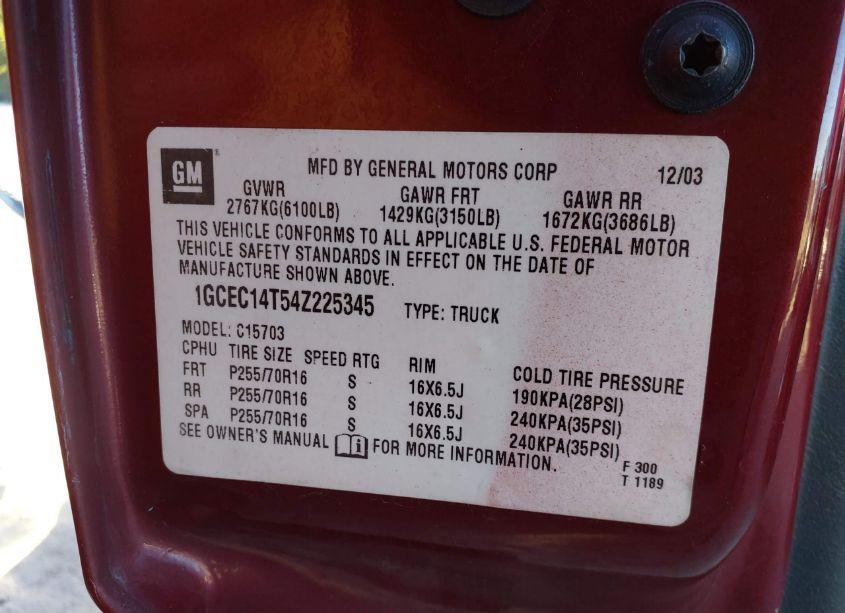 GM MFD BY GENERAL MOTORS CORP 12/03
GVWR GAWR FRT GAWR RR
2767KG(6100LB) 1429KG(3150LB) 1672KG(3686LB)
THIS VEHICLE CONFORMS TO ALL APPLICABLE U.S. FEDERAL MOTOR
VEHICLE SAFETY STANDARDS IN EFFECT ON THE DATE OF
MANUFACTURE SHOWN ABOVE.
1GCEC14T54Z225345 TYPE: TRUCK
MODEL: C15703
CPHU TIRE SIZE SPEED RTG RIM COLD TIRE PRESSURE
FRT P255/70R16 S 16X6.5J 190KPA(28PSI)
RR P255/70R16 S 16X6.5J 240KPA(35PSI)
SPA P255/70R16 S 16X6.5J 240KPA(35PSI)
SEE OWNER'S MANUAL FOR MORE INFORMATION.
F 300
T 1189